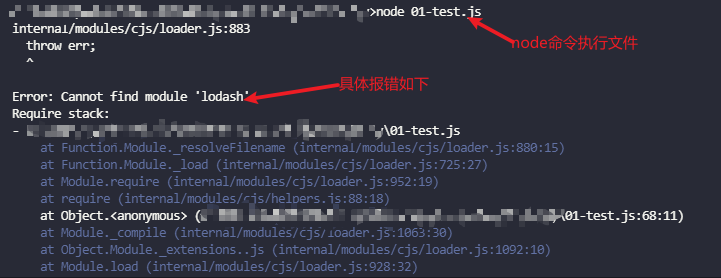 >node 01-test.js
node命令执行文件
internal/modules/cjs/loader.js:883
throw err;
^
Error: Cannot find module 'lodash'
具体报错如下
Require stack:
- \01-test.js
at Function.Module._resolveFilename (internal/modules/cjs/loader.js:880:15)
at Function.Module._load (internal/modules/cjs/loader.js:725:27)
at Module.require (internal/modules/cjs/loader.js:952:19)
at require (internal/modules/cjs/helpers.js:88:18)
at Object.<anonymous> ( \01-test.js:68:11)
at Module._compile (internal/modules/cjs/loader.js:1063:30)
at Object.Module._extensions..js (internal/modules/cjs/loader.js:1092:10)
at Module.load (internal/modules/cjs/loader.js:928:32)